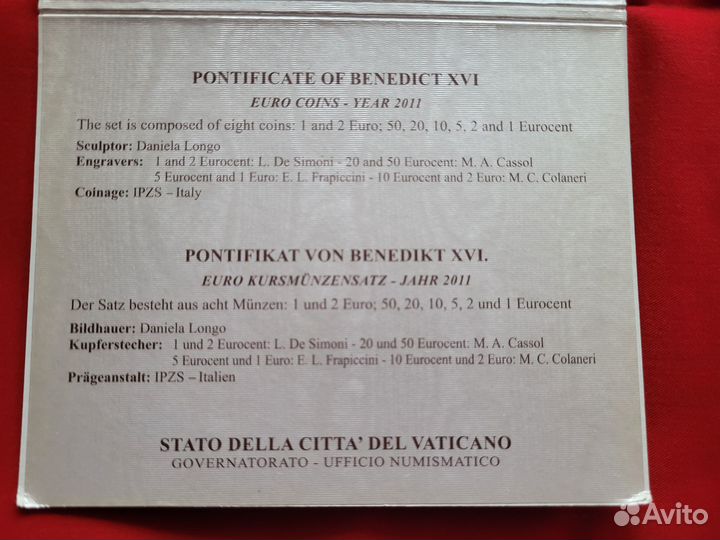 PONTIFICATE OF BENEDICT XVI
EURO COINS - YEAR 2011
The set is composed of eight coins: 1 and 2 Euro; 50, 20, 10, 5, 2 and 1 Eurocent
Sculptor: Daniela Longo
Engravers: 1 and 2 Eurocent: L. De Simoni - 20 and 50 Eurocent: M. A. Cassol
5 Eurocent and 1 Euro: E. L. Frapiccini - 10 Eurocent and 2 Euro: M. C. Colaneri
Coinage: IPZS – Italy
PONTIFIKAT VON BENEDIKT XVI.
EURO KURSMÜNZENSATZ - JAHR 2011
Der Satz besteht aus acht Münzen: 1 und 2 Euro; 50, 20, 10, 5, 2 und 1 Eurocent
Bildhauer: Daniela Longo
Kupferstecher: 1 und 2 Eurocent: L. De Simoni - 20 und 50 Eurocent: M. A. Cassol
5 Eurocent und 1 Euro: E. L. Frapiccini - 10 Eurocent und 2 Euro: M. C. Colaneri
Prägeanstalt: IPZS – Italien
STATO DELLA CITTA' DEL VATICANO
GOVERNATORATO - UFFICIO NUMISMATICO
Avito